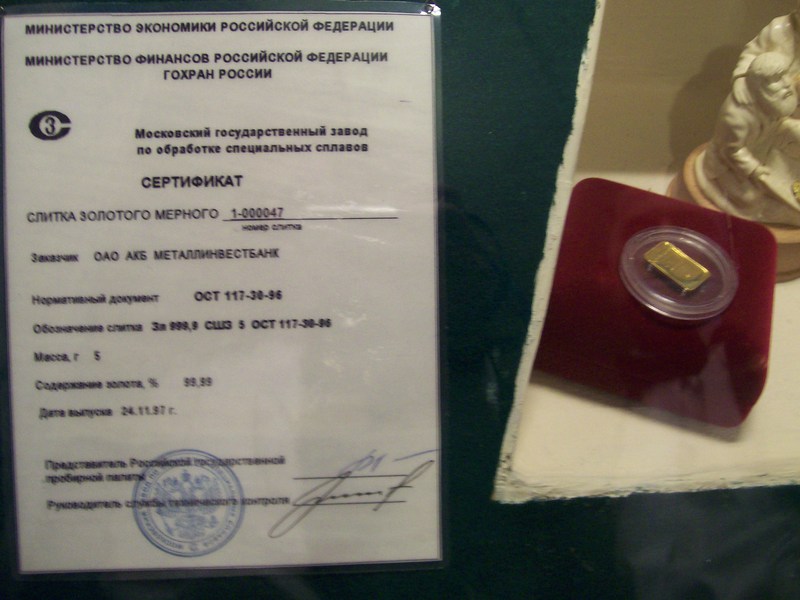 МИНИСТЕРСТВО ЭКОНОМИКИ РОССИЙСКОЙ ФЕДЕРАЦИИ
МИНИСТЕРСТВО ФИНАНСОВ РОССИЙСКОЙ ФЕДЕРАЦИИ
ГОХРАН РОССИИ
Московский государственный завод
по обработке специальных сплавов
СЕРТИФИКАТ
СЛИТКА ЗОЛОТОГО МЕРНОГО 1-000047
номер слитка
Заказчик ОАО АКБ МЕТАЛЛИНВЕСТБАНК
Нормативный документ ОСТ 117-30-96
Обозначение слитка Зл 999,9 СШЗ 5 ОСТ 117-30-96
Масса, г 5
Содержание золота, % 99,99
Дата выпуска 24.11.97 г.
Представитель Российской государственной
пробирной палаты
Руководитель службы технического контроля